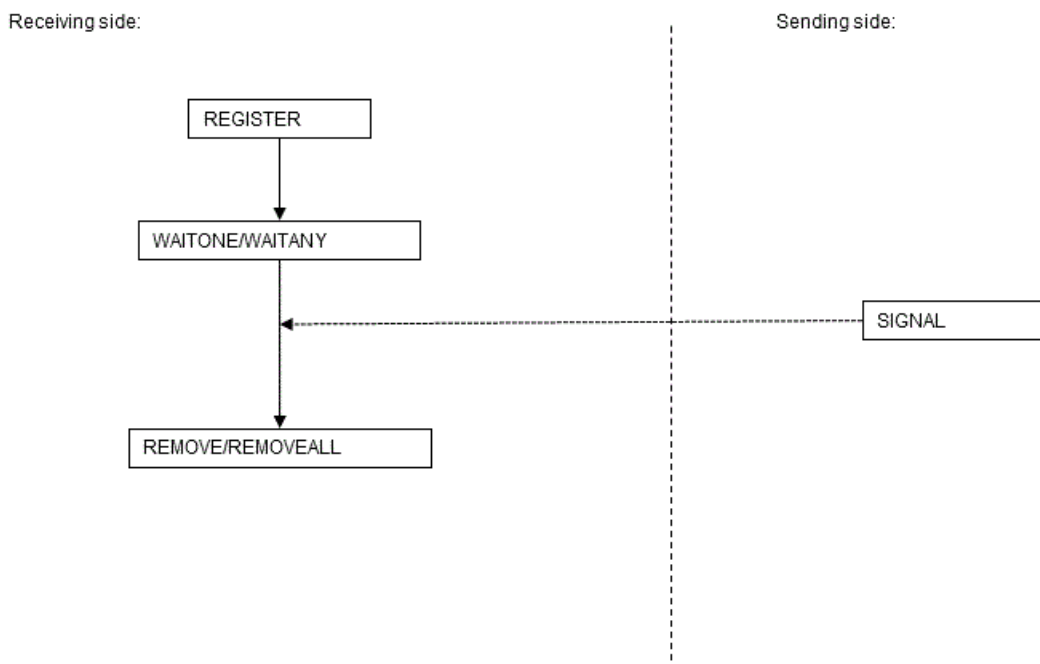 Receiving side:
Sending side:
REGISTER
WAITONE/WAITANY
SIGNAL
REMOVE/REMOVEALL